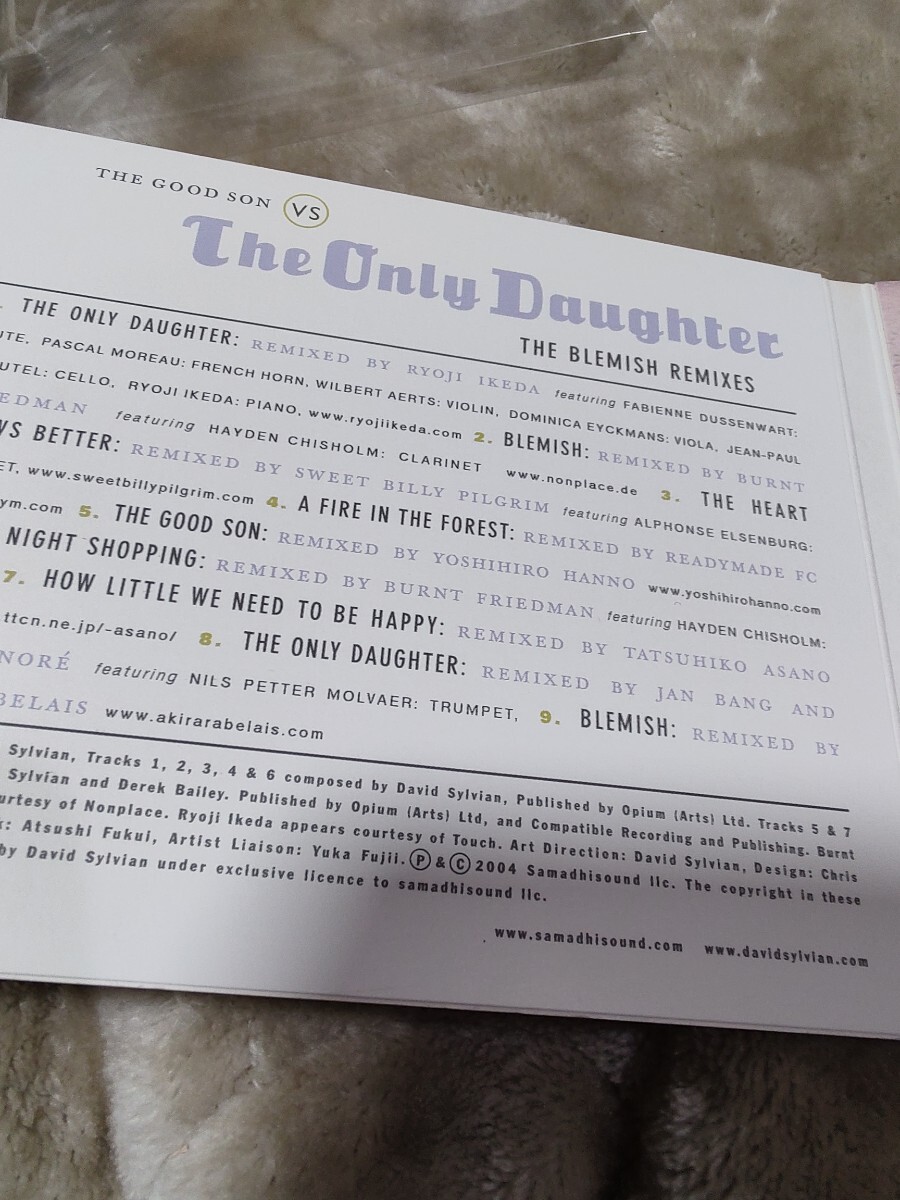 THE GOOD SON VS
The Only Daughter
THE BLEMISH REMIXES
THE ONLY DAUGHTER: REMIXED BY RYOJI IKEDA featuring FABIENNE DUSSENWART:
PASCAL MOREAU: FRENCH HORN, WILBERT AERTS: VIOLIN, DOMINICA EYCKMANS: VIOLA, JEAN-PAUL
CELLO, RYOJI IKEDA: PIANO, www.ryojiikeda.com 2. BLEMISH: REMIXED BY BURNT
featuring HAYDEN CHISHOLM: CLARINET www.nonplace.de 3. THE HEART
BETTER: REMIXED BY SWEET BILLY PILGRIM featuring ALPHONSE ELSENBURG:
www.sweetbillypilgrim.com 4. A FIRE IN THE FOREST: REMIXED BY READYMADE FC
ym.com 5. THE GOOD SON: REMIXED BY YOSHIHIRO HANNO www.yoshihirohanno.com
NIGHT SHOPPING: REMIXED BY BURNT FRIEDMAN featuring HAYDEN CHISHOLM:
7. HOW LITTLE WE NEED TO BE HAPPY: REMIXED BY TATSUHIKO ASANO
ttcn.ne.jp/~asano/ 8. THE ONLY DAUGHTER: REMIXED BY JAN BANG AND
NORÉ featuring NILS PETTER MOLVAER: TRUMPET, 9. BLEMISH: REMIXED BY
BELAIS www.akirarabelais.com
Sylvian, Tracks 1, 2, 3, 4 & 6 composed by David Sylvian, Published by Opium (Arts) Ltd. Tracks 5 & 7
Sylvian and Derek Bailey. Published by Opium (Arts) Ltd, and Compatible Recording and Publishing. Burnt
urtesy of Nonplace. Ryoji Ikeda appears courtesy of Touch. Art Direction: David Sylvian, Design: Chris
k: Atsushi Fukui, Artist Liaison: Yuka Fujii. Ⓟ & © 2004 Samadhisound llc. The copyright in these
by David Sylvian under exclusive licence to samadhisound llc.
www.samadhisound.com www.davidsylvian.com